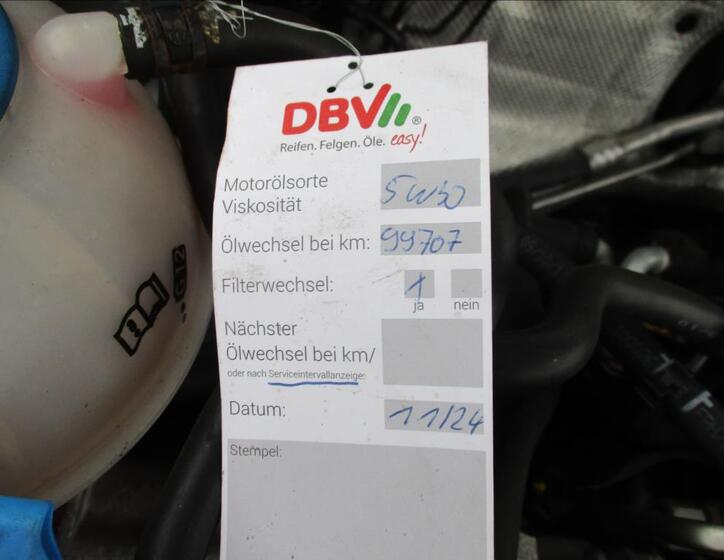 DBV®
Reifen. Felgen. Öle. easy!
Motorölsorte
Viskosität 5W30
Ölwechsel bei km: 99707
Filterwechsel: 1
ja nein
Nächster
Ölwechsel bei km/
oder nach Serviceintervallanzeige:
Datum: 11/24
Stempel:
G12